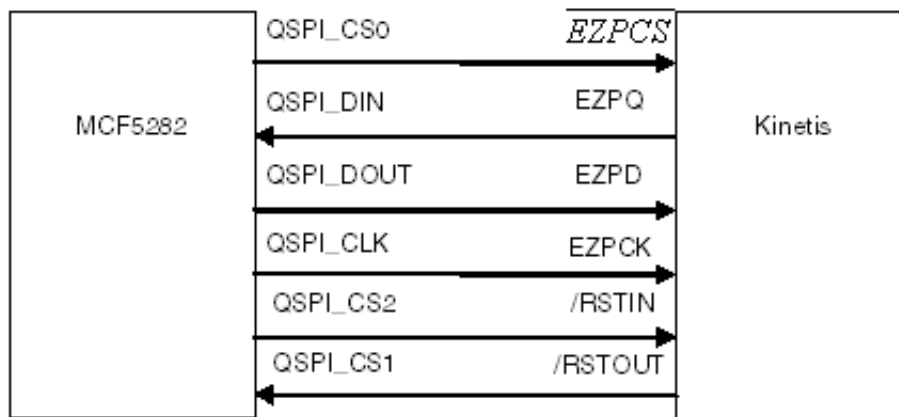 QSPI_CS0 EZPCS
QSPI_DIN EZPQ
MCF5282 Kinetis
QSPI_DOUT EZPD
QSPI_CLK EZPCK
QSPI_CS2 /RSTIN
QSPI_CS1 /RSTOUT